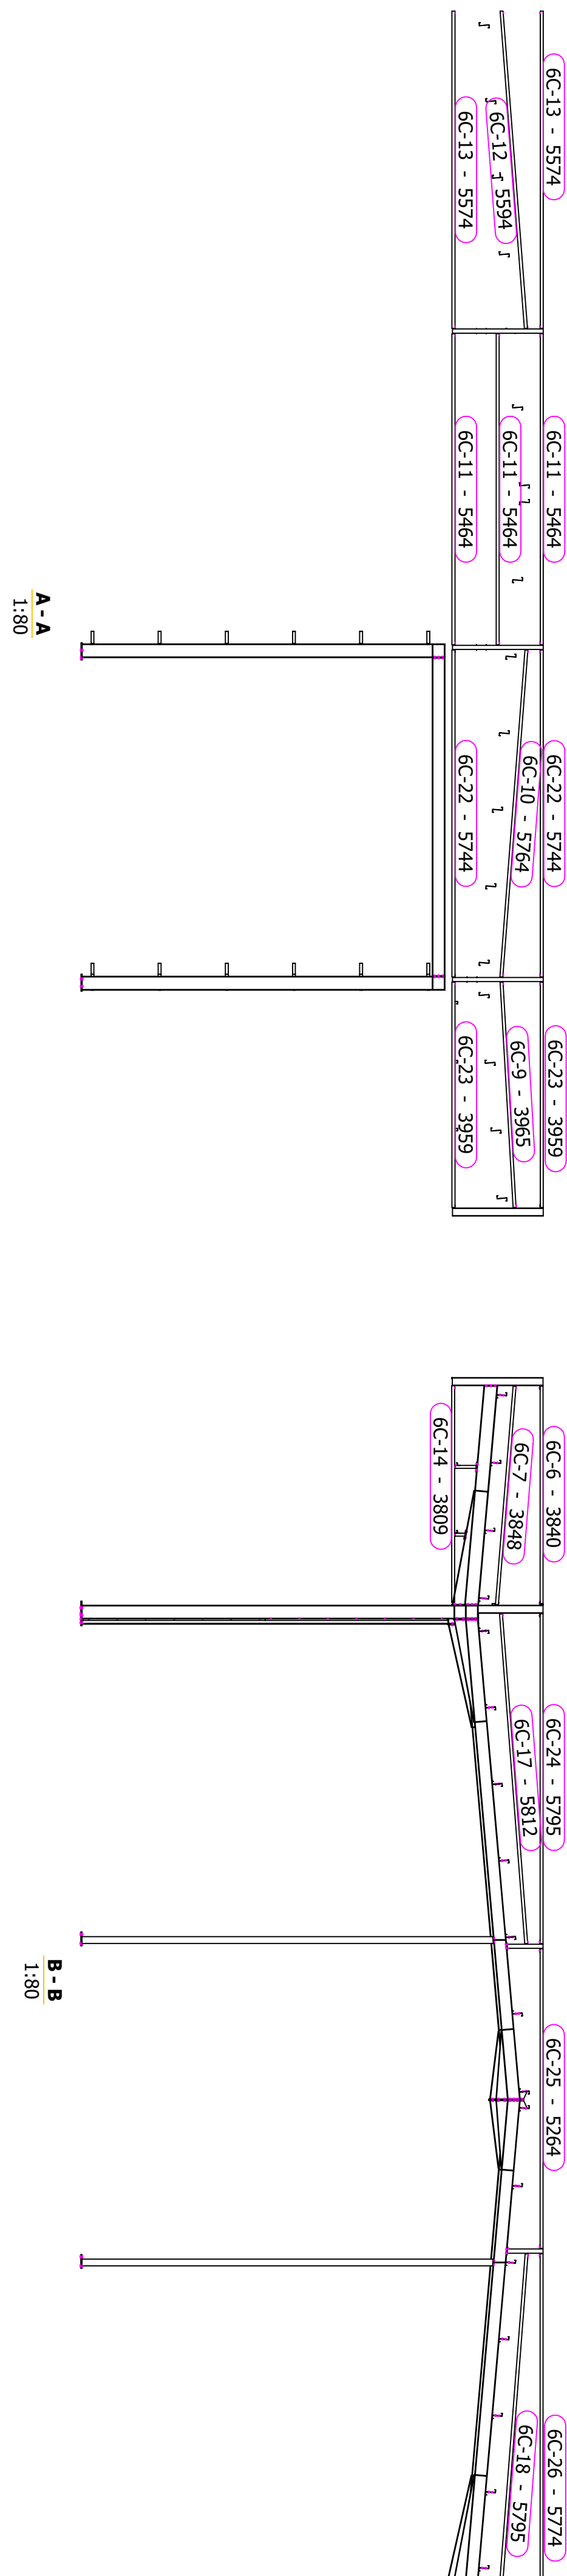 6C-13 - 5574
6C-12 - 5594
6C-13 - 5574
6C-11 - 5464
6C-11 - 5464
6C-11 - 5464
6C-22 - 5744
6C-10 - 5764
6C-22 - 5744
6C-23 - 3959
6C-9 - 3965
6C-23 - 3959
A - A
1:80
6C-6 - 3840
6C-7 - 3848
6C-14 - 3809
6C-24 - 5795
6C-17 - 5812
6C-25 - 5264
6C-26 - 5774
6C-18 - 5795
B - B
1:80